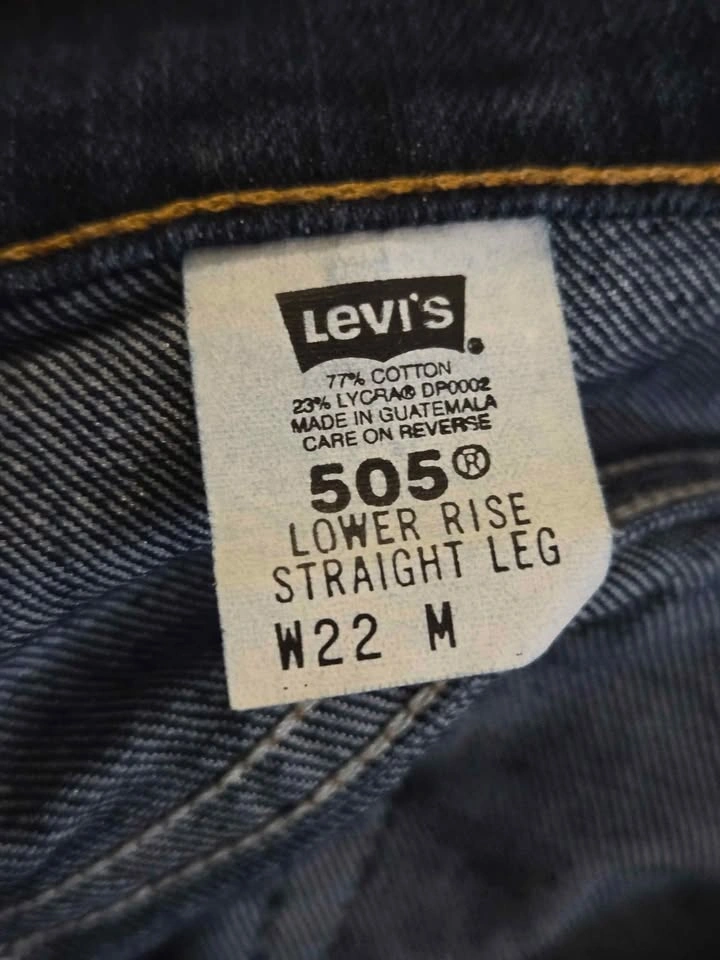 Levi's
77% COTTON
23% LYCRA® DP0002
MADE IN GUATEMALA
CARE ON REVERSE
505®
LOWER RISE
STRAIGHT LEG
W22 M